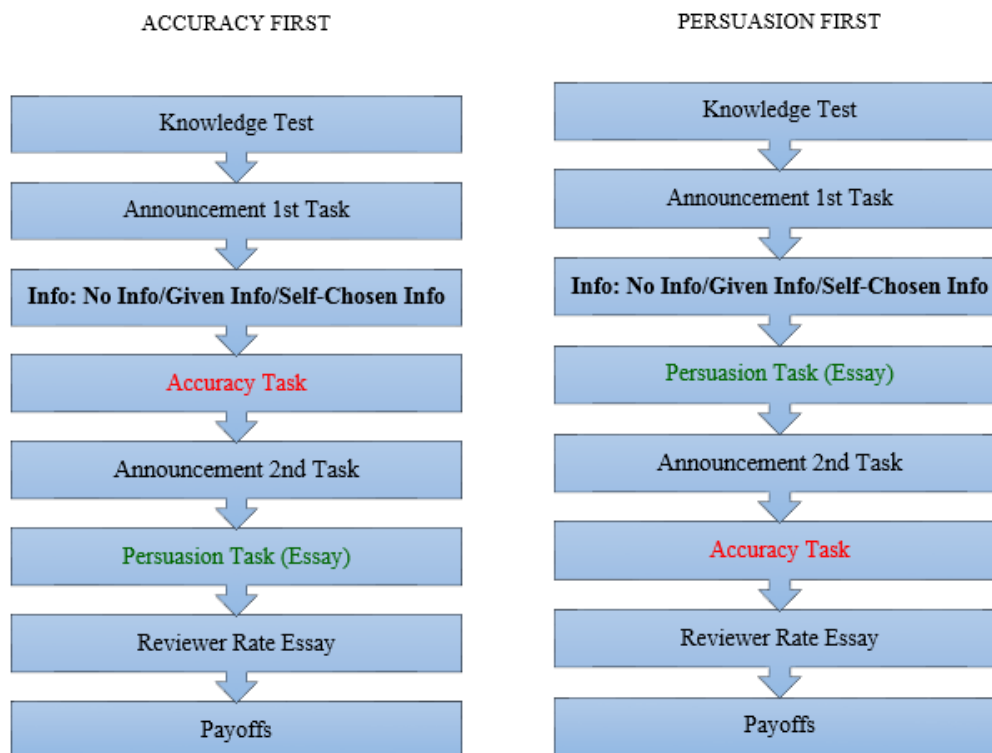 ACCURACY FIRST
Knowledge Test
Announcement 1st Task
Info: No Info/Given Info/Self-Chosen Info
Accuracy Task
Announcement 2nd Task
Persuasion Task (Essay)
Reviewer Rate Essay
Payoffs
PERSUASION FIRST
Knowledge Test
Announcement 1st Task
Info: No Info/Given Info/Self-Chosen Info
Persuasion Task (Essay)
Announcement 2nd Task
Accuracy Task
Reviewer Rate Essay
Payoffs